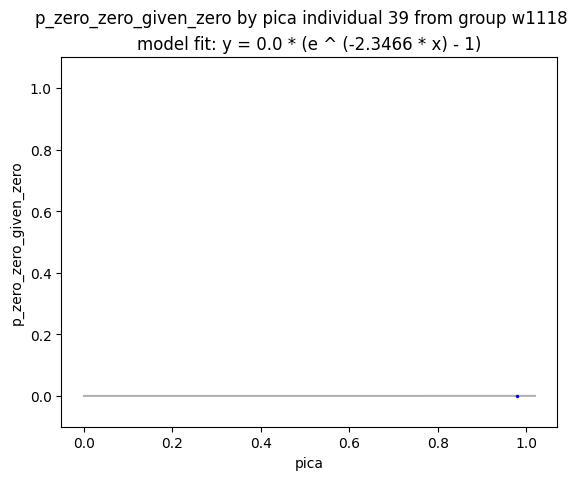 p_zero_zero_given_zero by pica individual 39 from group w1118
model fit: y = 0.0 * (e ^ (-2.3466 * x) - 1)
p_zero_zero_given_zero
1.0
0.8
0.6
0.4
0.2
0.0
0.0 0.2 0.4 0.6 0.8 1.0
pica